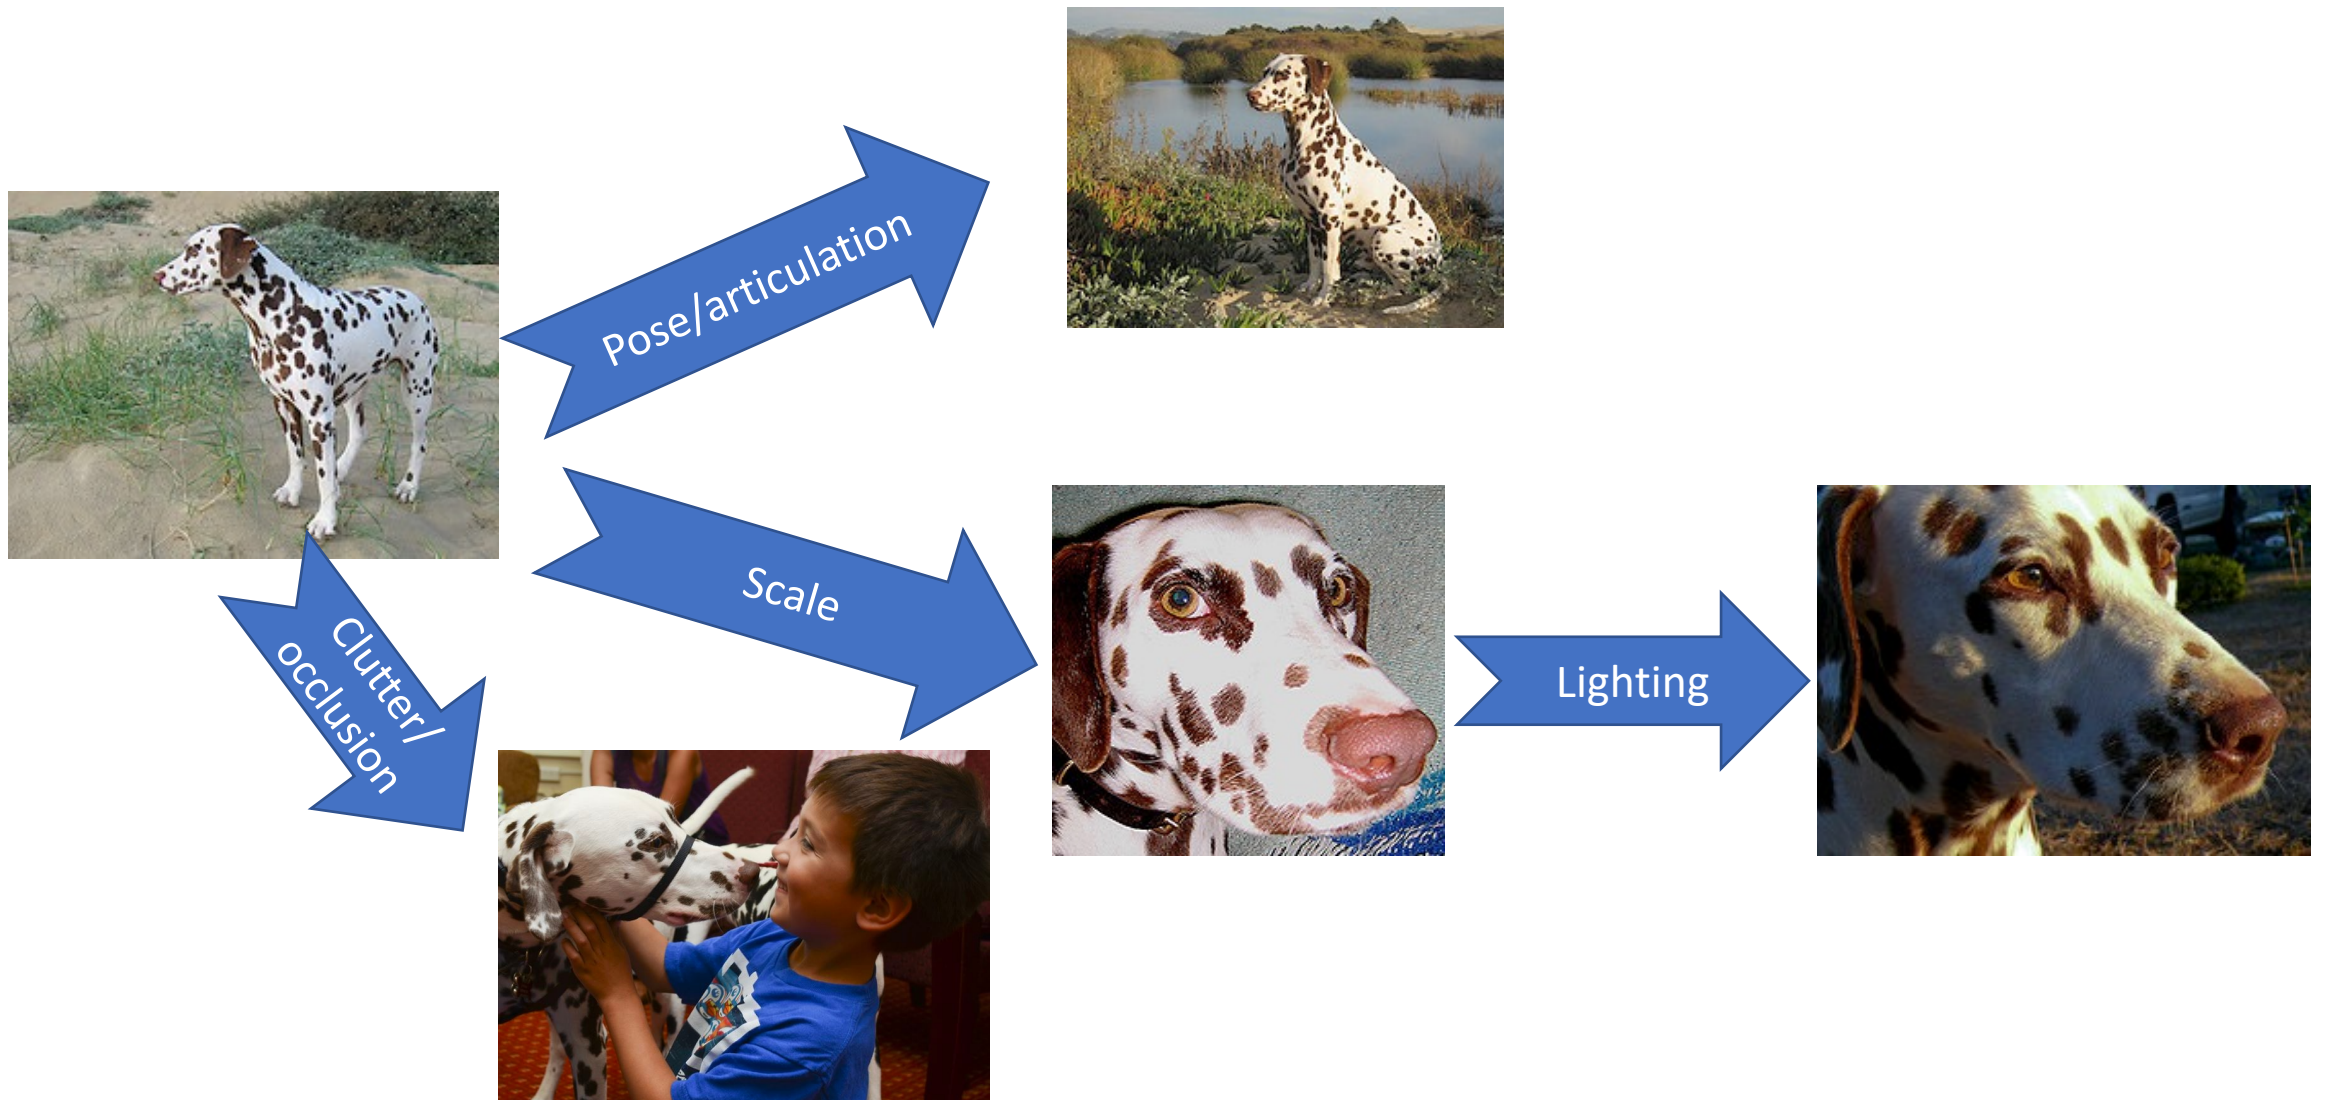 Pose/articulation
Scale
Clutter/
occlusion
Lighting